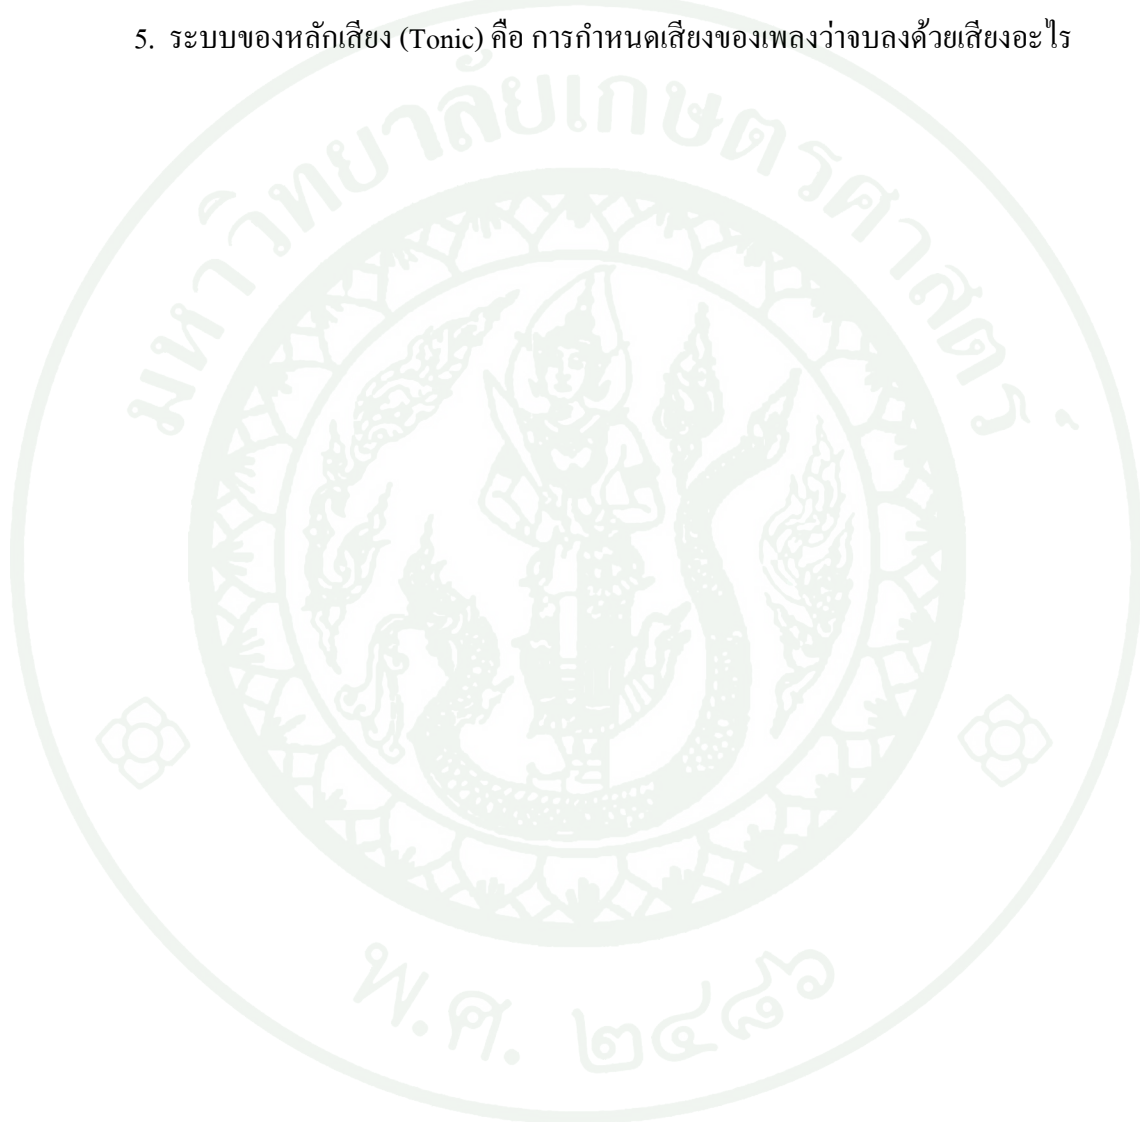 5. ระบบของหลักเสียง (Tonic) คือ การกำหนดเสียงของเพลงว่าจบลงด้วยเสียงอะไร
มหาวิทยาลัยเกษตรศาสตร์
พ.ศ. ๒๔๘๖